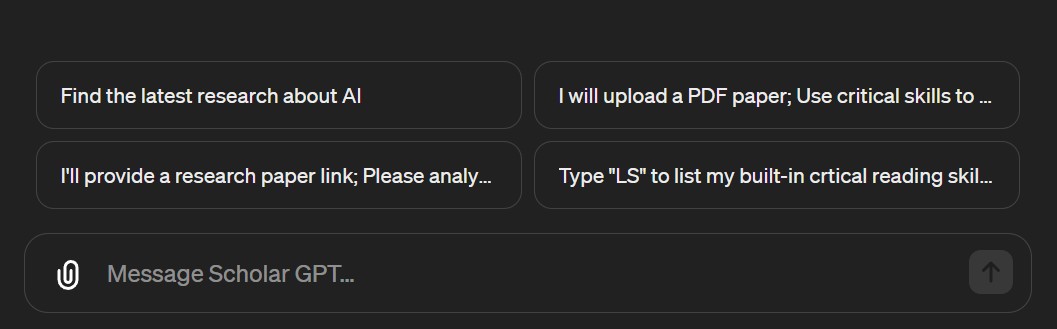 Find the latest research about AI
I will upload a PDF paper; Use critical skills to ...
I'll provide a research paper link; Please analy...
Type "LS" to list my built-in crtical reading skil...
Message Scholar GPT...